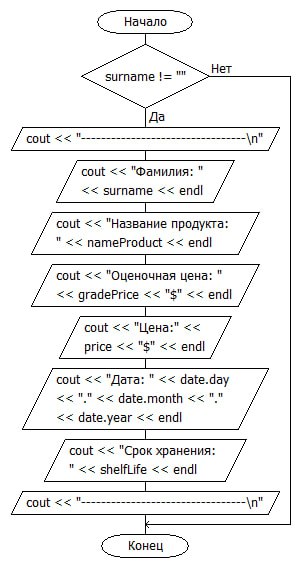 Начало
surname != ""
Нет
Да
cout << "---------------------------------\n"
cout << "Фамилия: "
<< surname << endl
cout << "Название продукта:
" << nameProduct << endl
cout << "Оценочная цена: "
<< gradePrice << "$" << endl
cout << "Цена:" <<
price << "$" << endl
cout << "Дата: " << date.day
<< "." << date.month << "."
<< date.year << endl
cout << "Срок хранения:
" << shelfLife << endl
cout << "---------------------------------\n"
Конец